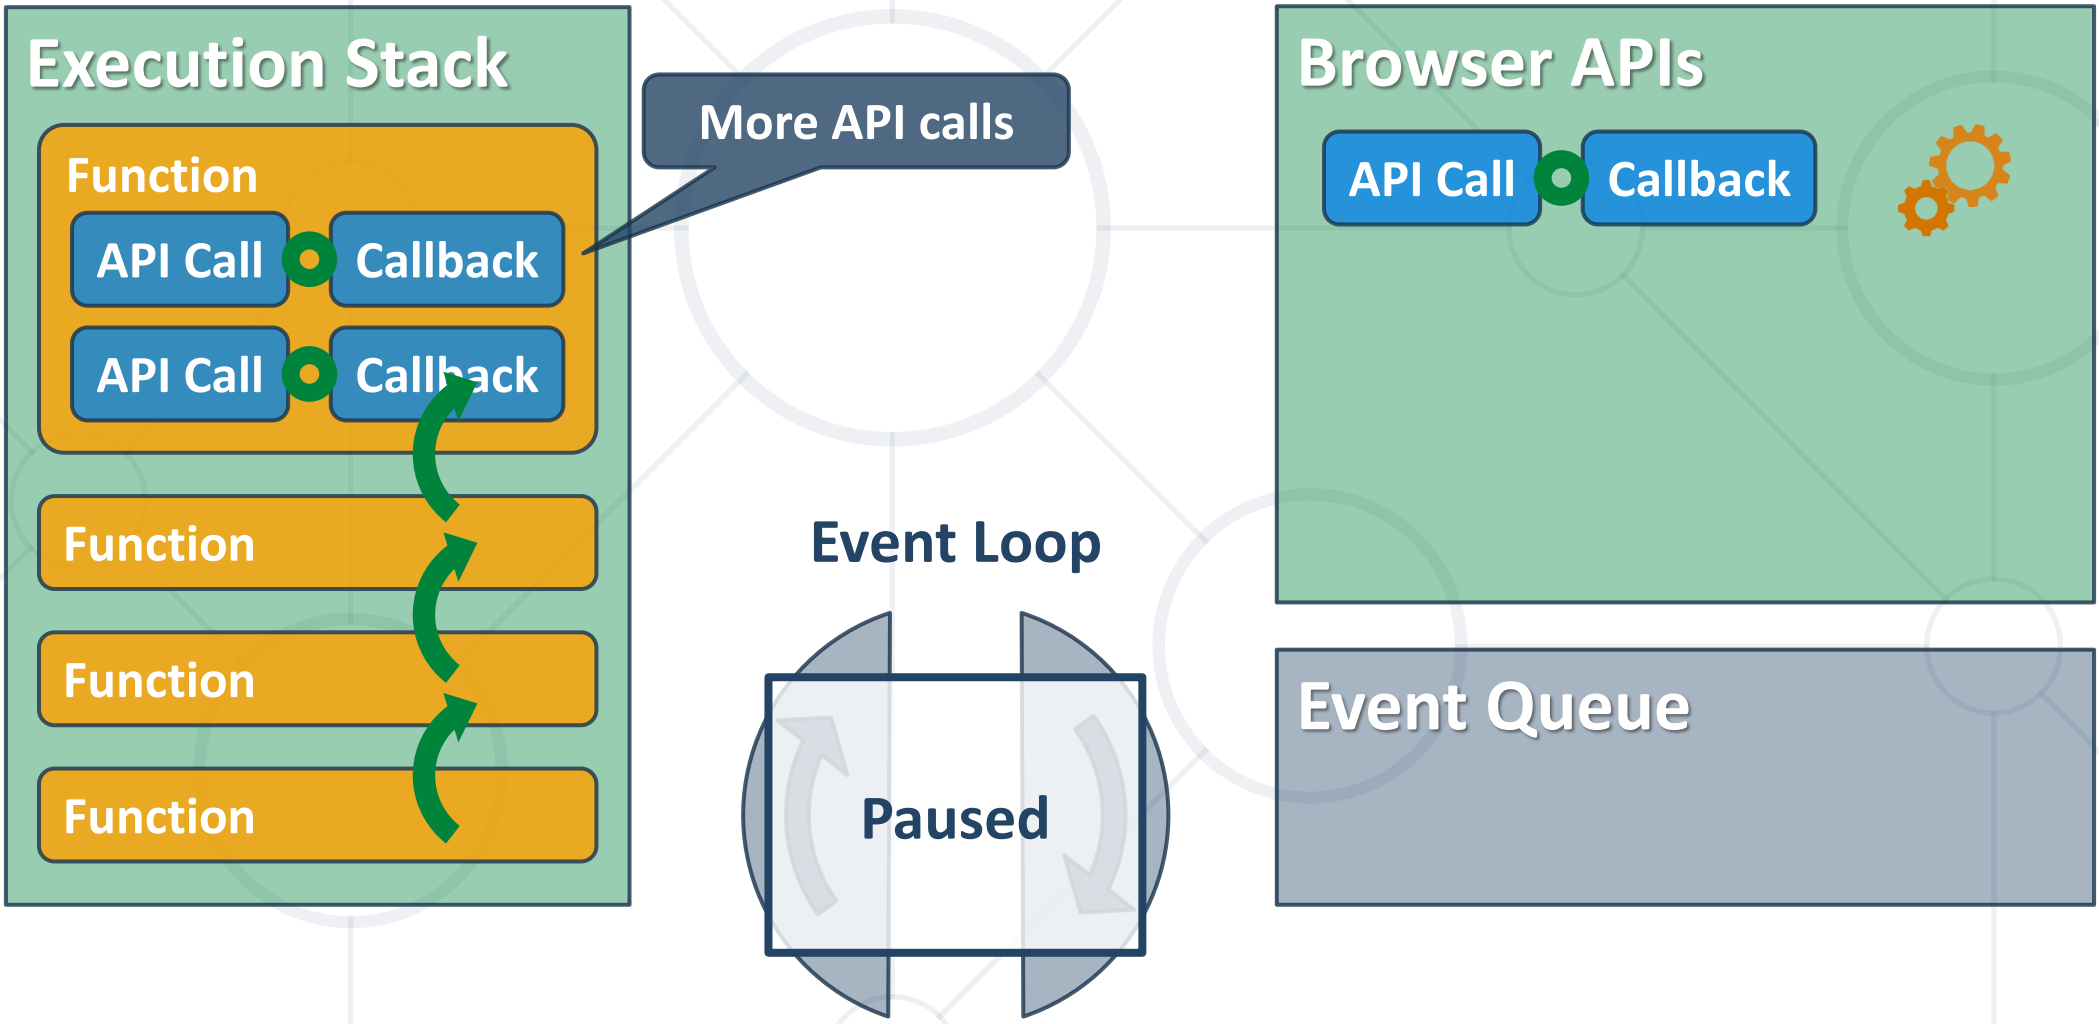 Execution Stack
Function
API Call
Callback
API Call
Callback
Function
Function
Function
More API calls
Event Loop
Paused
Browser APIs
API Call
Callback
Event Queue